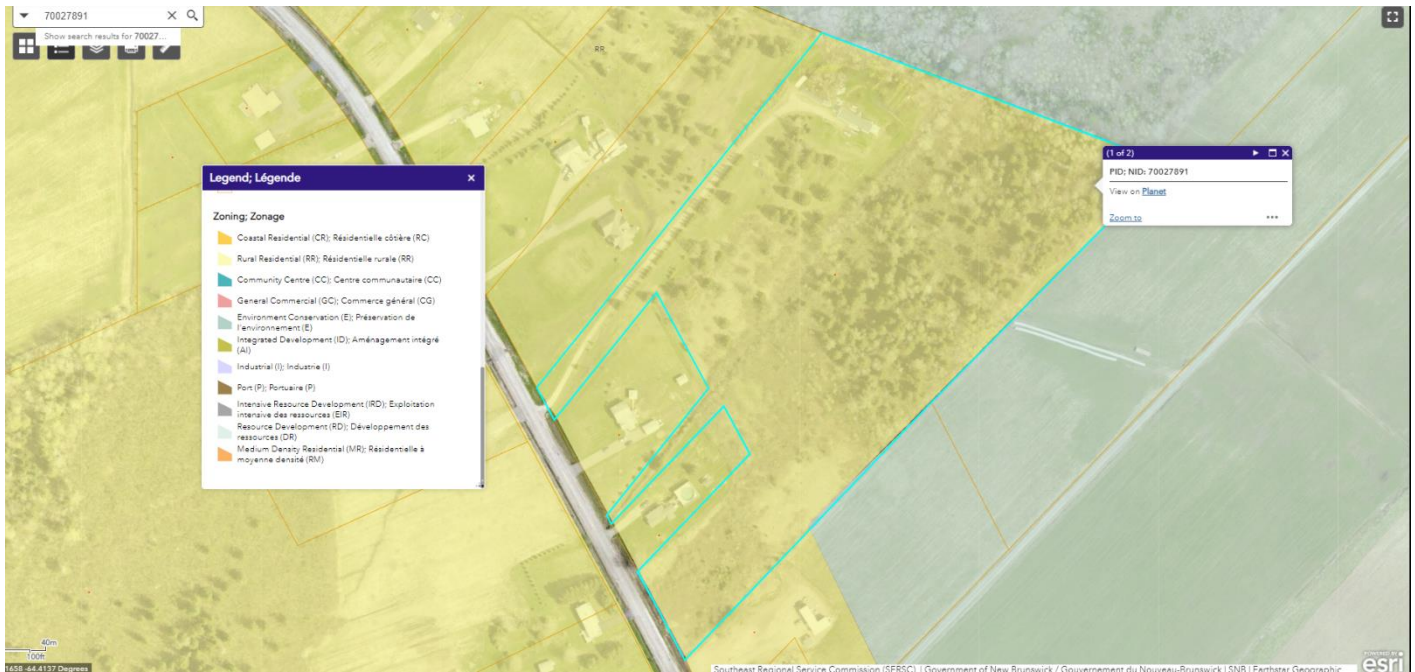 70027891
Show search results for 70027...
RR
Legend; Légende
Zoning; Zonage
Coastal Residential (CR); Résidentielle côtière (RC)
Rural Residential (RR); Résidentielle rurale (RR)
Community Centre (CC); Centre communautaire (CC)
General Commercial (GC); Commerce général (CG)
Environment Conservation (E); Préservation de
l'environnement (E)
Integrated Development (ID); Aménagement intégré
(AI)
Industrial (I); Industrie (I)
Port (P); Portuaire (P)
Intensive Resource Development (IRD); Exploitation
intensive des ressources (EIR)
Resource Development (RD); Développement des
ressources (DR)
Medium Density Residential (MR); Résidentielle à
moyenne densité (RM)
(1 of 2)
PID; NID: 70027891
View on Planet
Zoom to
40m
100ft
1658 -64.4137 Degrees
Southeast Regional Service Commission (SERSC) | Government of New Brunswick / Gouvernement du Nouveau-Brunswick | SNB | Earthstar Geographic
POWERED BY
esri